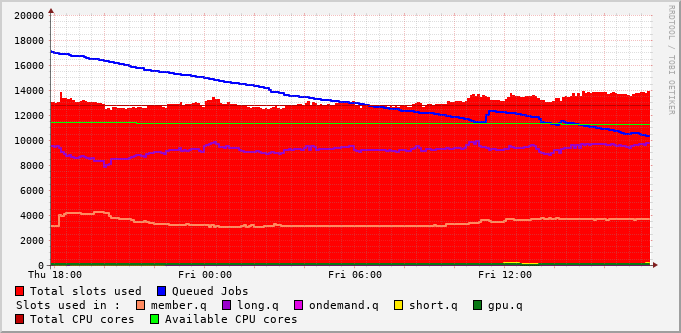 20000
18000
16000
14000
12000
10000
8000
6000
4000
2000
0
Thu 18:00 Fri 00:00 Fri 06:00 Fri 12:00
RRDTOOL / TOBI OETIKER
Total slots used Queued Jobs
Slots used in : member.q long.q ondemand.q short.q gpu.q
Total CPU cores Available CPU cores